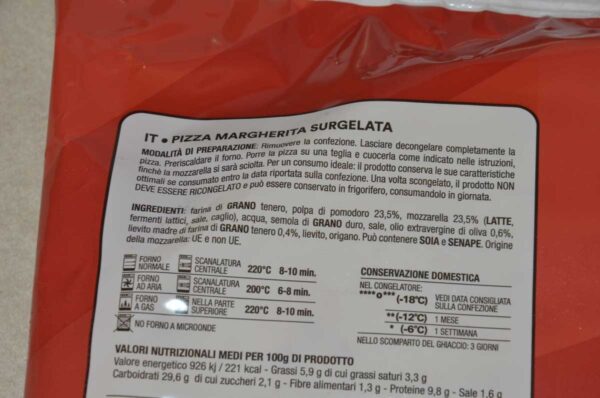 IT • PIZZA MARGHERITA SURGELATA
MODALITÀ DI PREPARAZIONE: Rimuovere la confezione. Lasciare decongelare completamente la
pizza. Preriscaldare il forno. Porre la pizza su una teglia e cuocerla come indicato nelle istruzioni,
finchè la mozzarella si sarà sciolta. Per un consumo ideale: il prodotto conserva le sue caratteristiche
ottimali se consumato entro la data riportata sulla confezione. Una volta scongelato, il prodotto NON
DEVE ESSERE RICONGELATO e può essere conservato in frigorifero, consumandolo in giornata.
INGREDIENTI: farina di GRANO tenero, polpa di pomodoro 23,5%, mozzarella 23,5% (LATTE,
fermenti lattici, sale, caglio), acqua, semola di GRANO duro, sale, olio extravergine di oliva 0,6%,
lievito madre di farina di GRANO tenero 0,4%, lievito, origano. Può contenere SOIA e SENAPE. Origine
della mozzarella: UE e non UE.
FORNO NORMALE SCANALATURA CENTRALE 220°C 8-10 min.
FORNO AD ARIA SCANALATURA CENTRALE 200°C 6-8 min.
FORNO A GAS NELLA PARTE SUPERIORE 220°C 8-10 min.
NO FORNO A MICROONDE
CONSERVAZIONE DOMESTICA
NEL CONGELATORE:
****o*** (-18°C) VEDI DATA CONSIGLIATA SULLA CONFEZIONE
** (-12°C) 1 MESE
* (-6°C) 1 SETTIMANA
NELLO SCOMPARTO DEL GHIACCIO: 3 GIORNI
VALORI NUTRIZIONALI MEDI PER 100g DI PRODOTTO
Valore energetico 926 kj / 221 kcal - Grassi 5,9 g di cui grassi saturi 3,3 g
Carboidrati 29,6 g di cui zuccheri 2,1 g - Fibre alimentari 1,3 g - Proteine 9,8 g - Sale 1,6 g